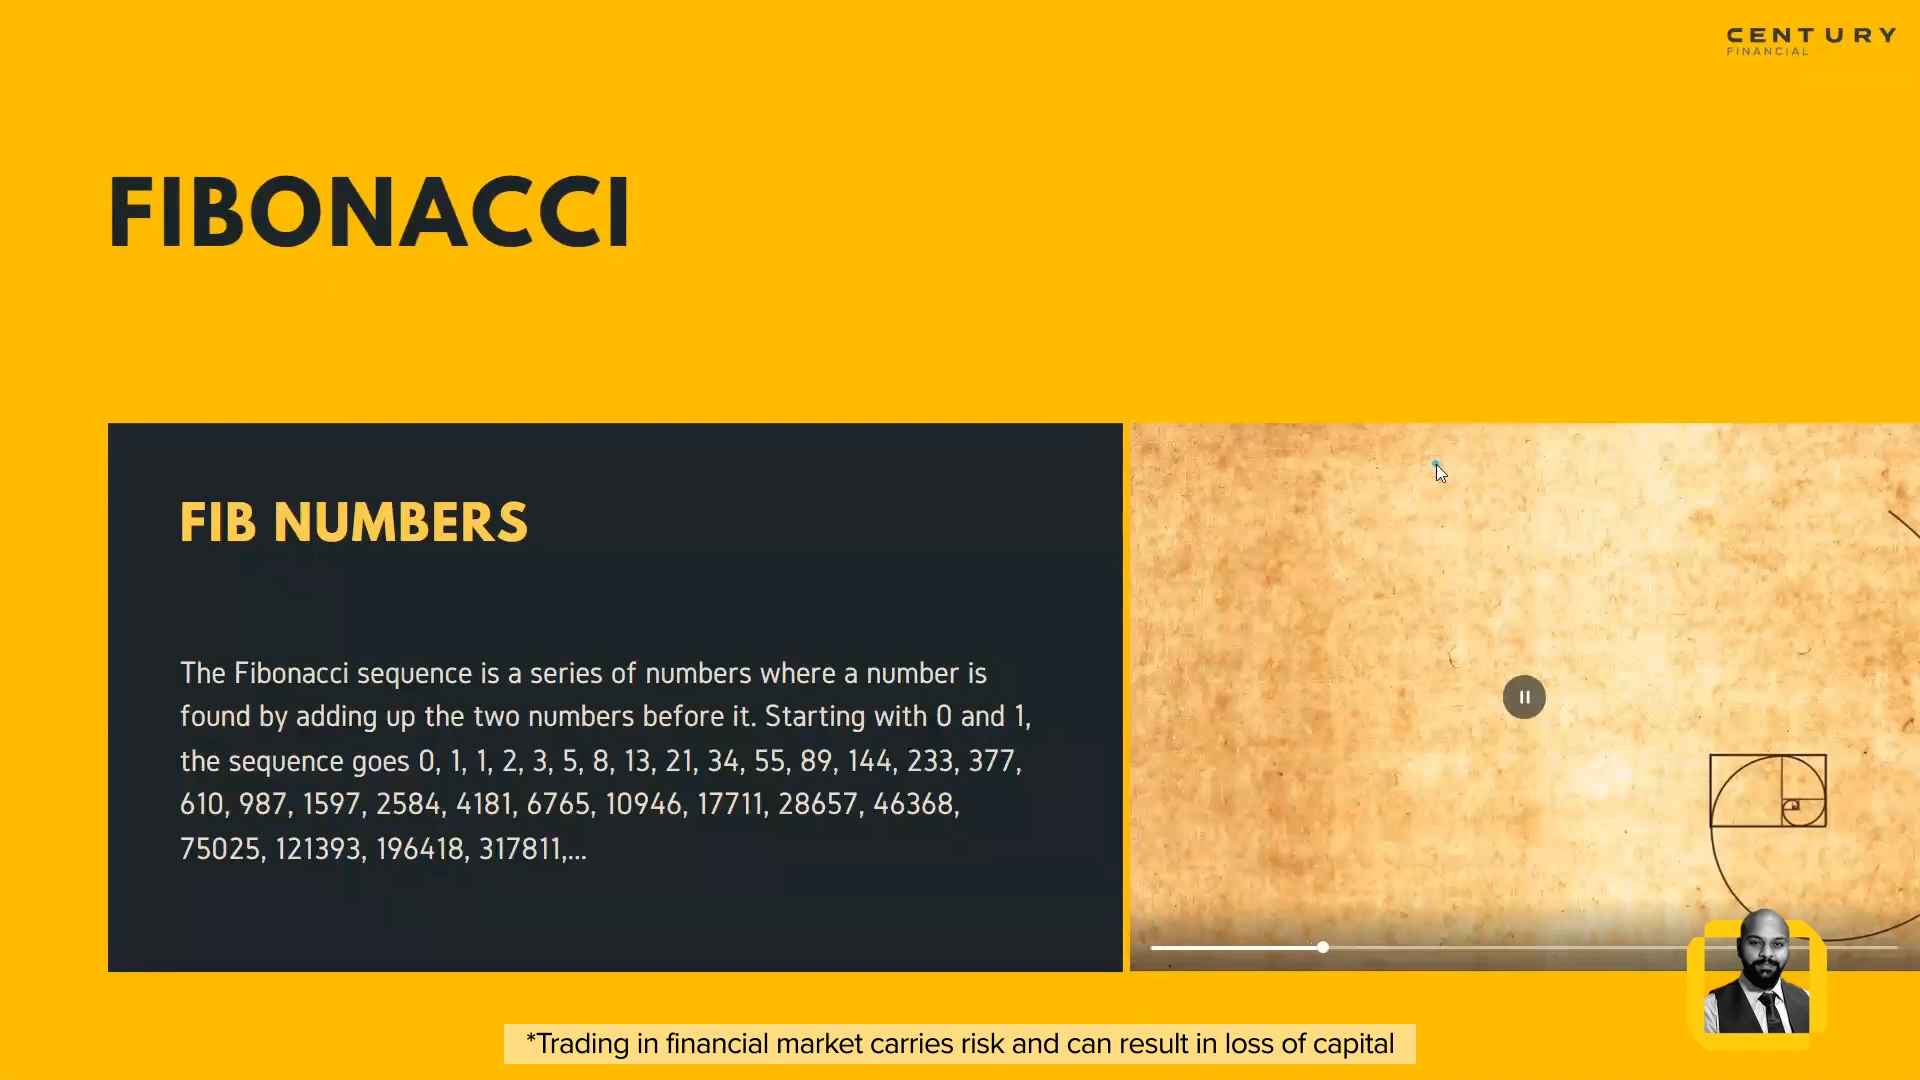 CENTURY
FINANCIAL
FIBONACCI
FIB NUMBERS
The Fibonacci sequence is a series of numbers where a number is
found by adding up the two numbers before it. Starting with 0 and 1,
the sequence goes 0, 1, 1, 2, 3, 5, 8, 13, 21, 34, 55, 89, 144, 233, 377,
610, 987, 1597, 2584, 4181, 6765, 10946, 17711, 28657, 46368,
75025, 121393, 196418, 317811,...
*Trading in financial market carries risk and can result in loss of capital